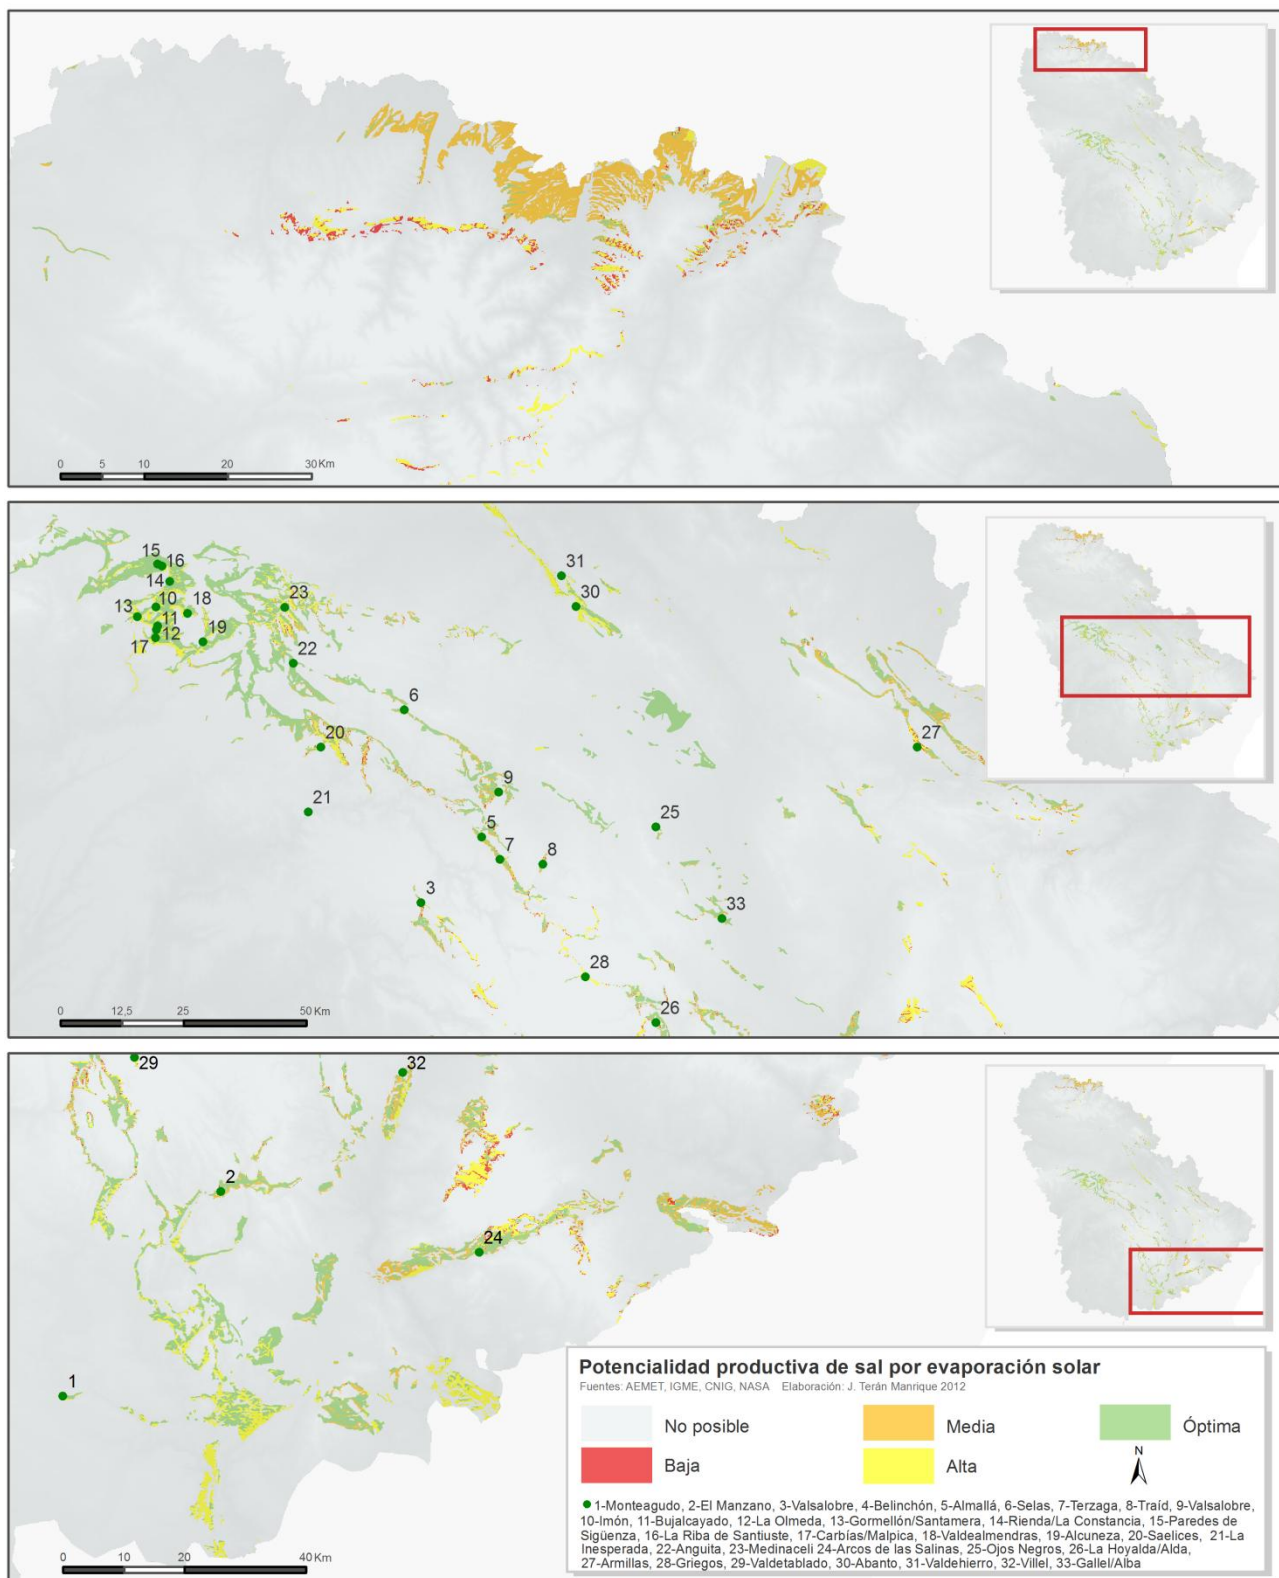 0 5 10 20 30 Km
15
16
14
10
13
18
11
12
17
19
23
22
31
30
6
20
27
21
9
25
5
7
8
3
33
28
26
0 12,5 25 50 Km
29
32
2
24
1
0 10 20 40 Km
Potencialidad productiva de sal por evaporación solar
Fuentes: AEMET, IGME, CNIG, NASA Elaboración: J. Terán Manrique 2012
No posible Media Óptima
Baja Alta
N
1-Monteagudo, 2-El Manzano, 3-Valsalobre, 4-Belinchón, 5-Almallá, 6-Selas, 7-Terzaga, 8-Traíd, 9-Valsalobre,
10-Imón, 11-Bujalcayado, 12-La Olmeda, 13-Gormellón/Santamera, 14-Rienda/La Constancia, 15-Paredes de
Sigüenza, 16-La Riba de Santiuste, 17-Carbías/Malpica, 18-Valdealmendras, 19-Alcuneza, 20-Saelices, 21-La
Inesperada, 22-Anguita, 23-Medinaceli 24-Arcos de las Salinas, 25-Ojos Negros, 26-La Hoyalda/Alda,
27-Armillas, 28-Griegos, 29-Valdetablado, 30-Abanto, 31-Valdehierro, 32-Villel, 33-Gallel/Alba